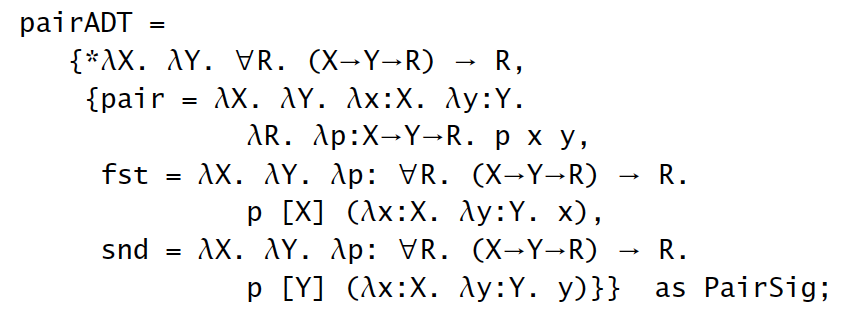 pairADT =
{*λX. λY. ∀R. (X→Y→R) → R,
{pair = λX. λY. λx:X. λy:Y.
λR. λp:X→Y→R. p x y,
fst = λX. λY. λp: ∀R. (X→Y→R) → R.
p [X] (λx:X. λy:Y. x),
snd = λX. λY. λp: ∀R. (X→Y→R) → R.
p [Y] (λx:X. λy:Y. y)}} as PairSig;